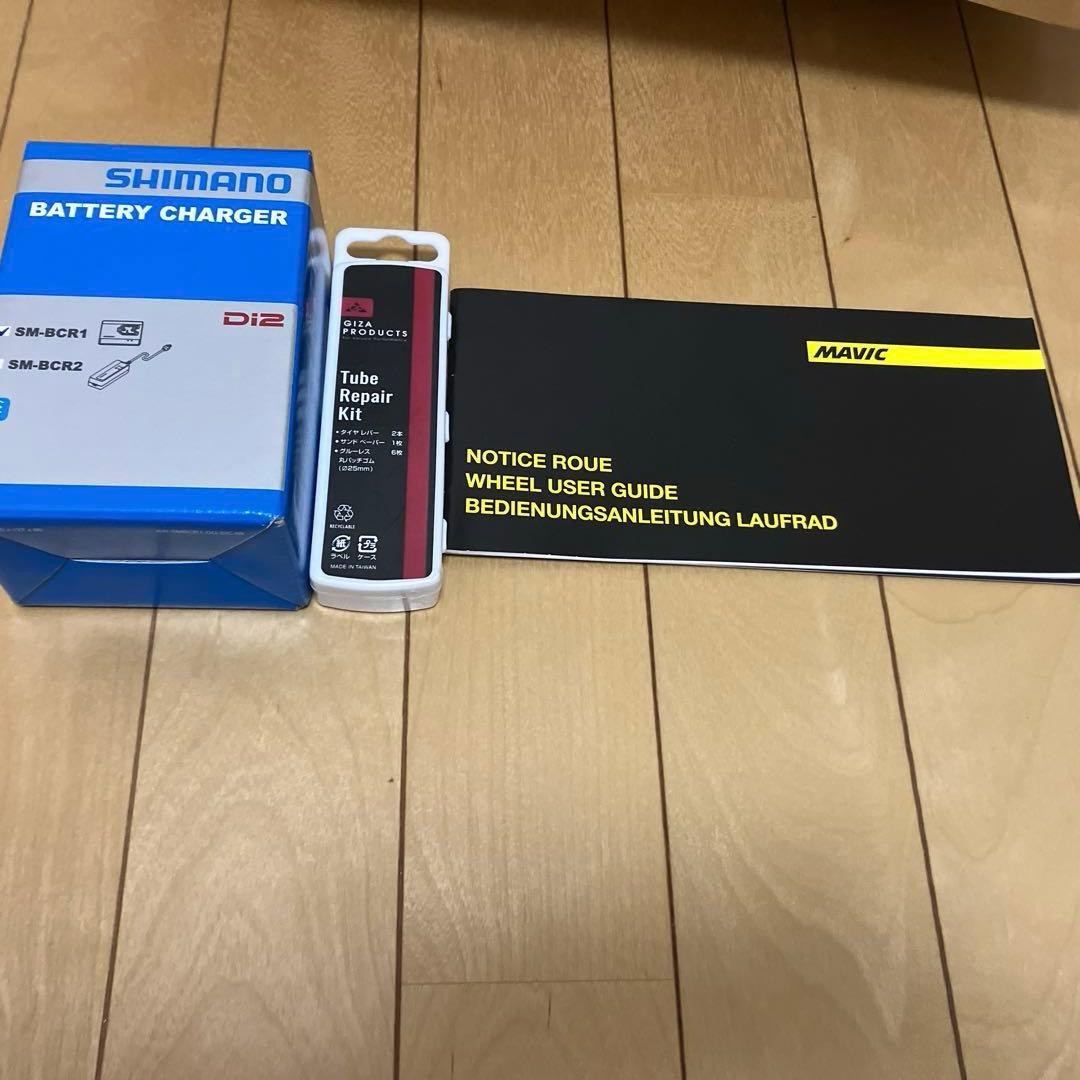 SHIMANO
BATTERY CHARGER
Di2
SM-BCR1
SM-BCR2
GIZA
PRODUCTS
Tube
Repair
Kit
• タイヤ レバー 2本
• サンド ペーパー 1枚
• グルーレス 6枚
丸パッチゴム
(∅25mm)
RECYCLABLE
紙 プラ
ラベル ケース
MADE IN TAIWAN
MAVIC
NOTICE ROUE
WHEEL USER GUIDE
BEDIENUNGSANLEITUNG LAUFRAD